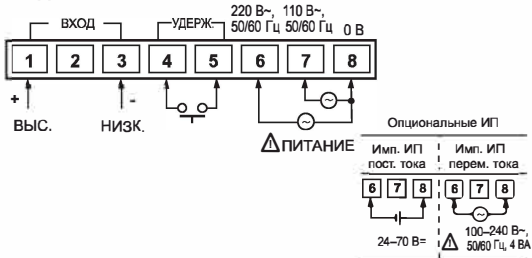 ВХОД УДЕРЖ. 220 В~, 110 В~,
50/60 Гц 50/60 Гц 0 В
1 2 3 4 5 6 7 8
+ -
ВЫС. НИЗК.
⚠ ПИТАНИЕ
Опциональные ИП
Имп. ИП Имп. ИП
пост. тока перем. тока
6 7 8 6 7 8
24–70 В= ⚠ 100–240 В~,
50/60 Гц, 4 ВА